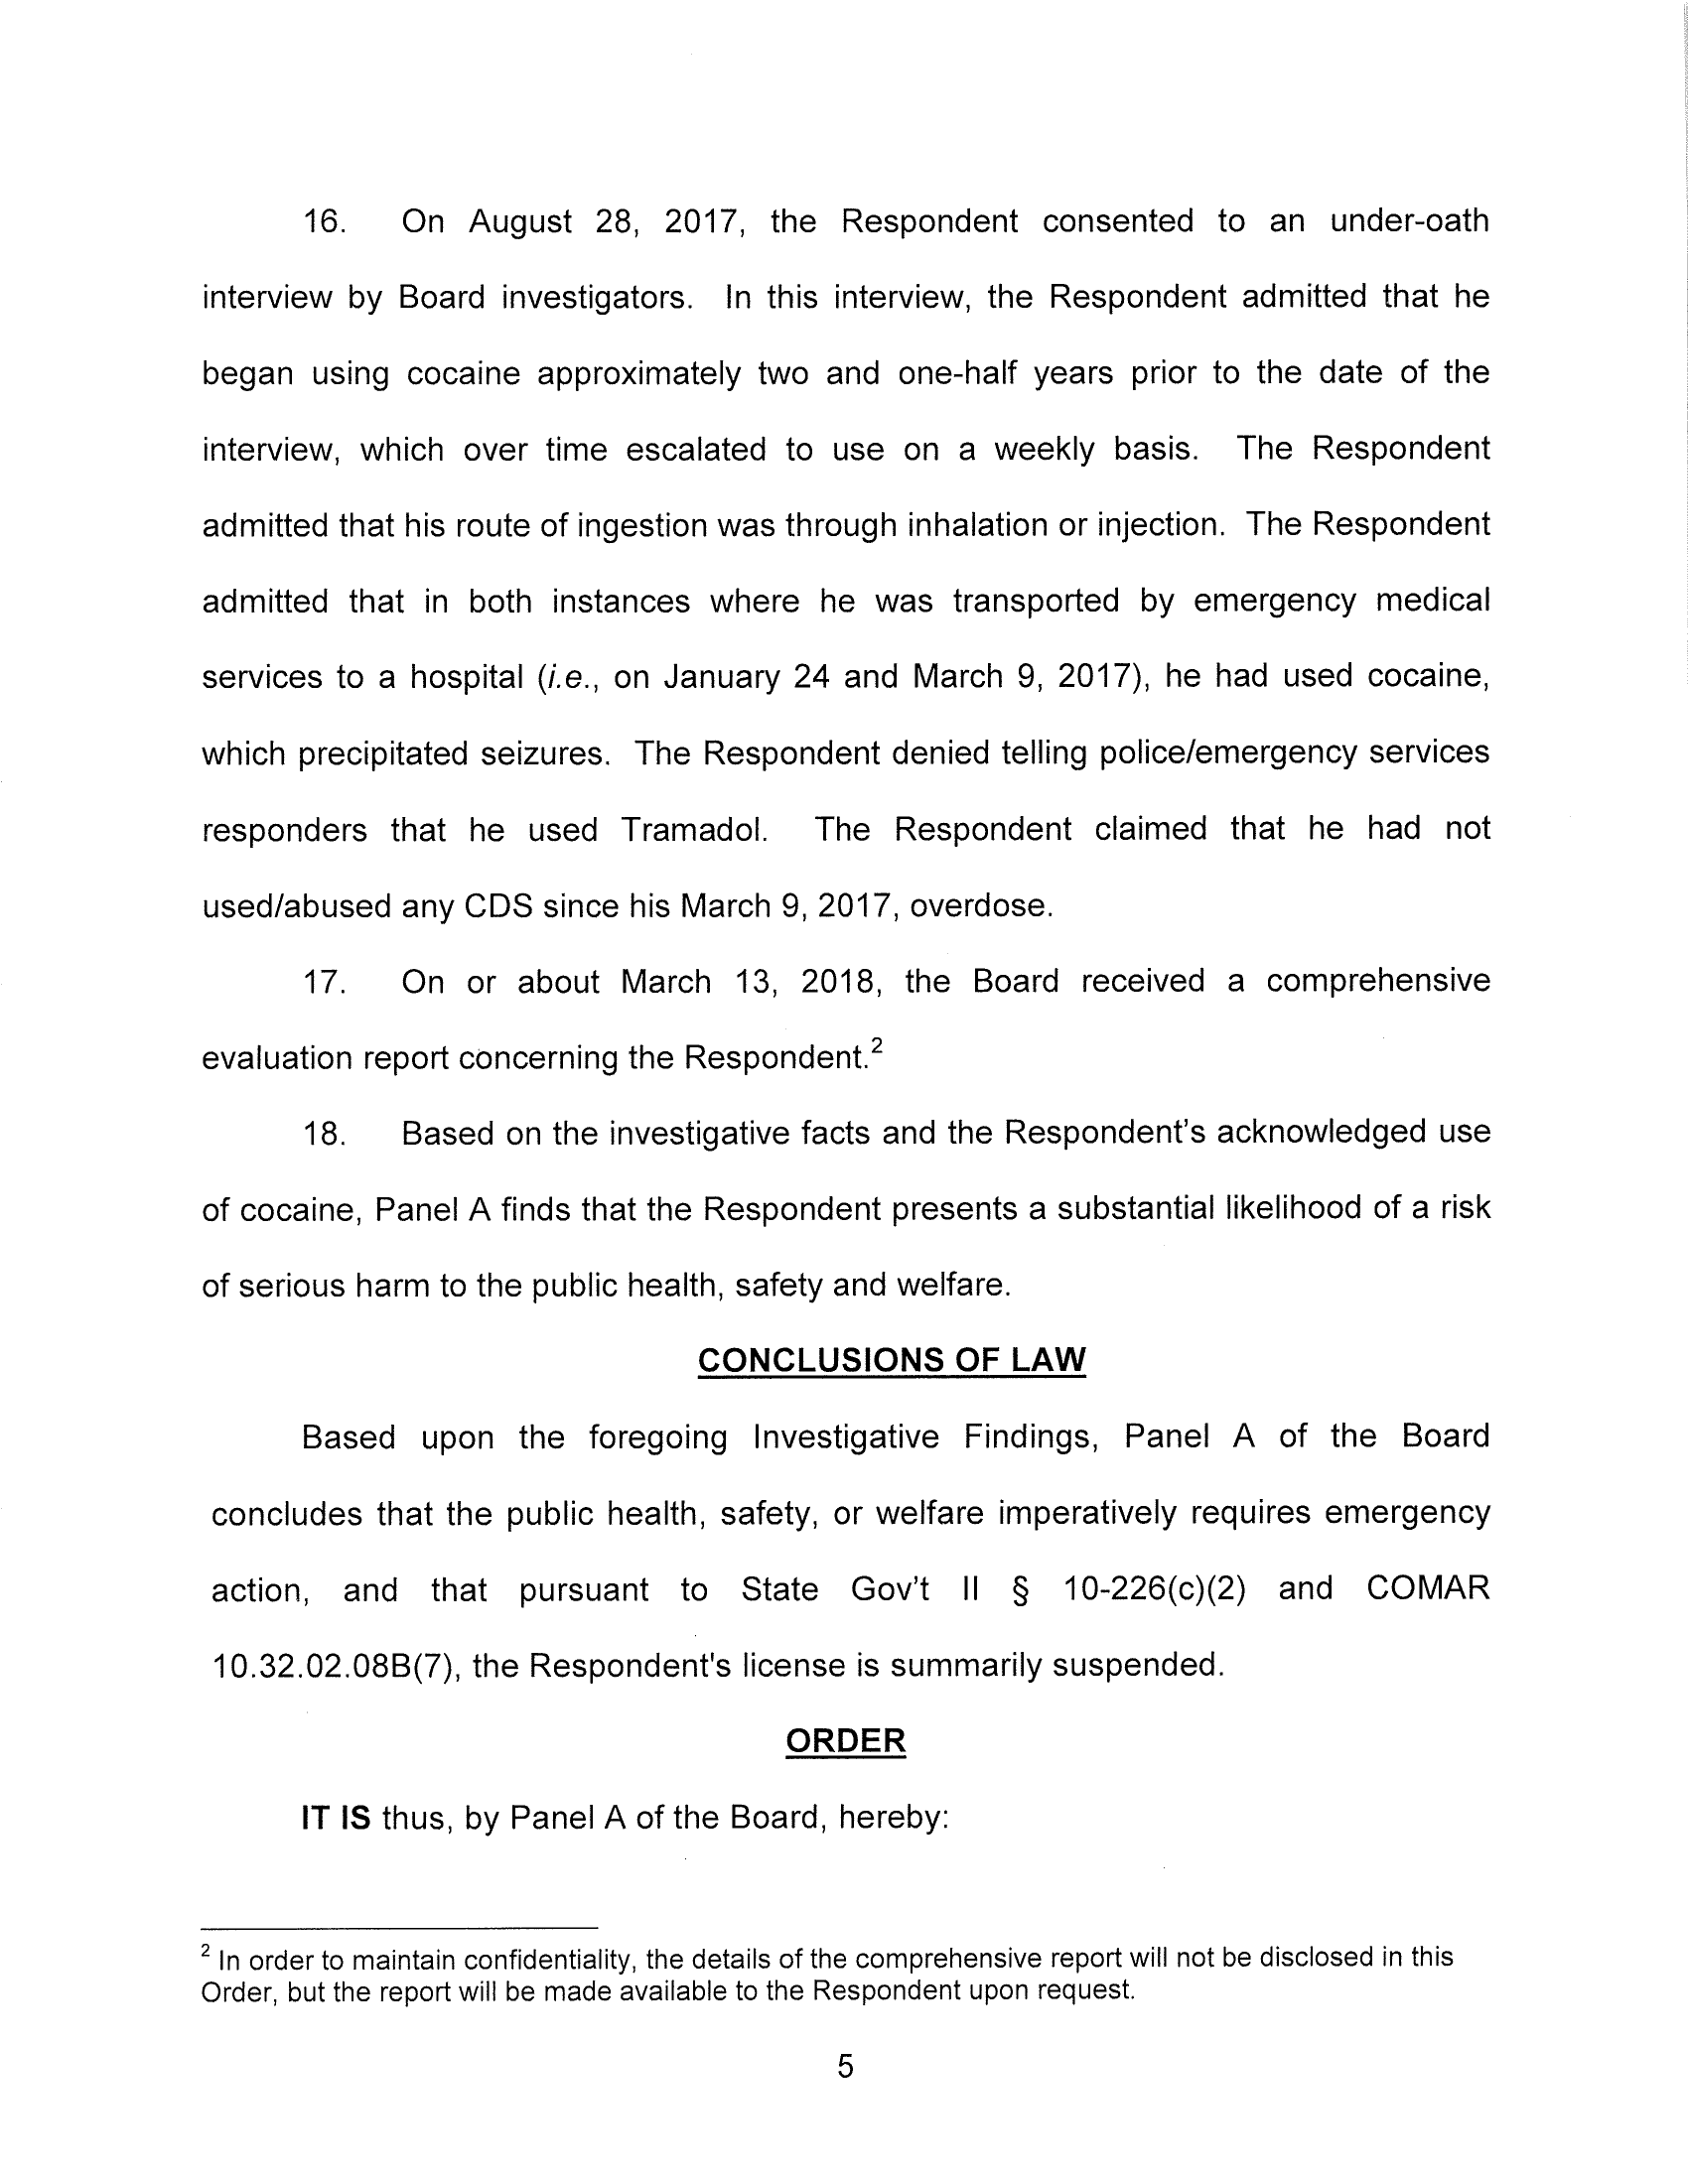 16. On August 28, 2017, the Respondent consented to an under-oath
interview by Board investigators. In this interview, the Respondent admitted that he
began using cocaine approximately two and one-half years prior to the date of the
interview, which over time escalated to use on a weekly basis. The Respondent
admitted that his route of ingestion was through inhalation or injection. The Respondent
admitted that in both instances where he was transported by emergency medical
services to a hospital (i.e., on January 24 and March 9, 2017), he had used cocaine,
which precipitated seizures. The Respondent denied telling police/emergency services
responders that he used Tramadol. The Respondent claimed that he had not
used/abused any CDS since his March 9, 2017, overdose.
17. On or about March 13, 2018, the Board received a comprehensive
evaluation report concerning the Respondent.²
18. Based on the investigative facts and the Respondent's acknowledged use
of cocaine, Panel A finds that the Respondent presents a substantial likelihood of a risk
of serious harm to the public health, safety and welfare.
CONCLUSIONS OF LAW
Based upon the foregoing Investigative Findings, Panel A of the Board
concludes that the public health, safety, or welfare imperatively requires emergency
action, and that pursuant to State Gov't II § 10-226(c)(2) and COMAR
10.32.02.08B(7), the Respondent's license is summarily suspended.
ORDER
IT IS thus, by Panel A of the Board, hereby:
² In order to maintain confidentiality, the details of the comprehensive report will not be disclosed in this
Order, but the report will be made available to the Respondent upon request.
5